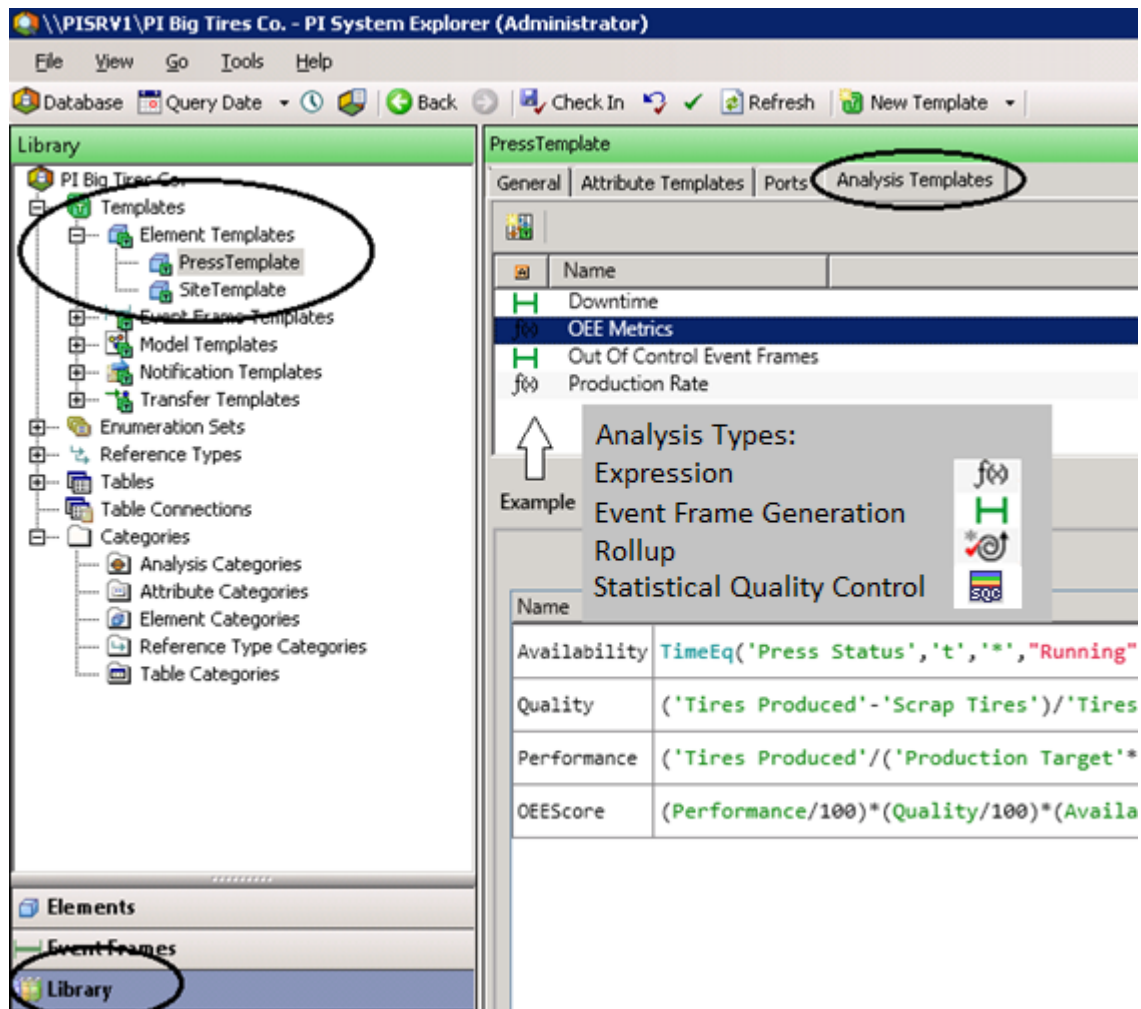 \\PISRV1\PI Big Tires Co. - PI System Explorer (Administrator)
File View Go Tools Help
Database Query Date Back Check In Refresh New Template
Library
PI Big Tires Co.
Templates
Element Templates
PressTemplate
SiteTemplate
Event Frame Templates
Model Templates
Notification Templates
Transfer Templates
Enumeration Sets
Reference Types
Tables
Table Connections
Categories
Analysis Categories
Attribute Categories
Element Categories
Reference Type Categories
Table Categories
Elements
Event Frames
Library
PressTemplate
General Attribute Templates Ports Analysis Templates
Name
Downtime
f(x) OEE Metrics
Out Of Control Event Frames
f(x) Production Rate
Analysis Types:
Expression f(x)
Event Frame Generation
Rollup
Statistical Quality Control SQC
Example
Name
Availability TimeEq('Press Status','t','*',"Running"
Quality ('Tires Produced'-'Scrap Tires')/'Tires
Performance ('Tires Produced'/('Production Target'*
OEEScore (Performance/100)*(Quality/100)*(Availa